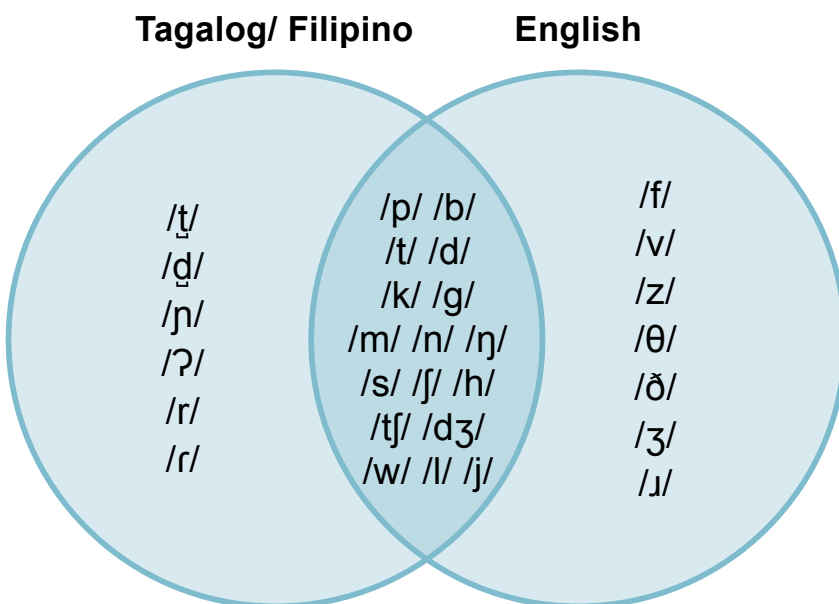 Tagalog/ Filipino
English
/t̪/
/d̪/
/ɲ/
/ʔ/
/r/
/ɾ/
/p/ /b/
/t/ /d/
/k/ /g/
/m/ /n/ /ŋ/
/s/ /ʃ/ /h/
/tʃ/ /dʒ/
/w/ /l/ /j/
/f/
/v/
/z/
/θ/
/ð/
/ʒ/
/ɹ/